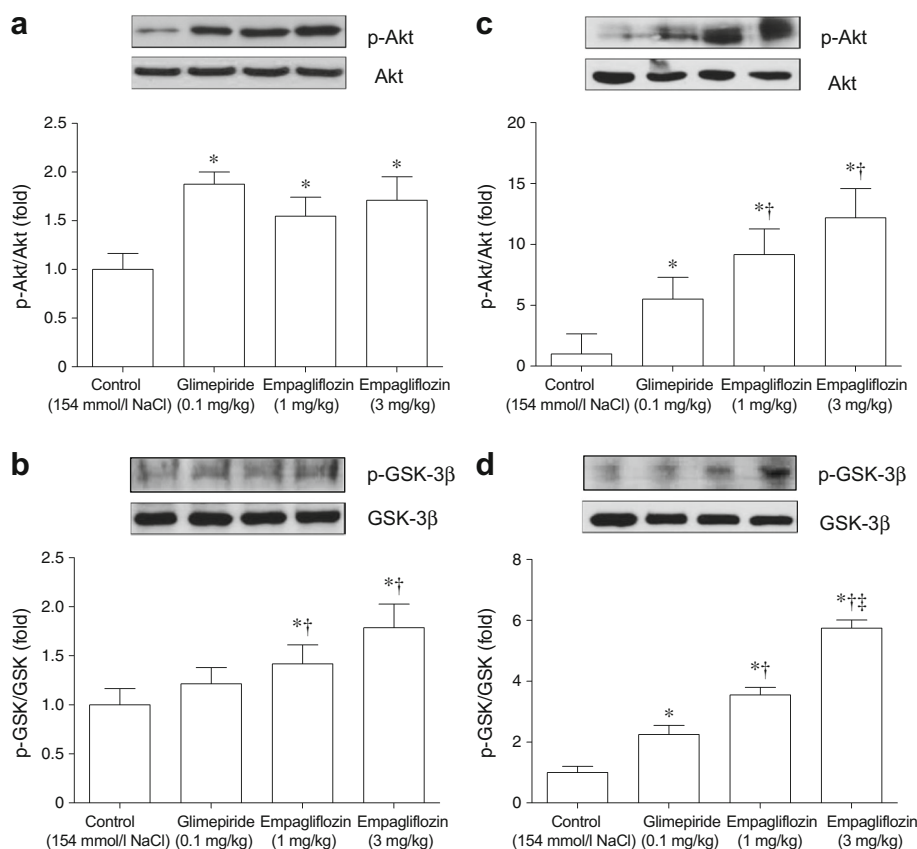 a
p-Akt
Akt
p-Akt/Akt (fold)
2.5
2.0
1.5
1.0
0.5
0
*
*
*
Control
(154 mmol/l NaCl)
Glimepiride
(0.1 mg/kg)
Empagliflozin
(1 mg/kg)
Empagliflozin
(3 mg/kg)
c
p-Akt
Akt
p-Akt/Akt (fold)
20
15
10
5
0
*
*†
*†
Control
(154 mmol/l NaCl)
Glimepiride
(0.1 mg/kg)
Empagliflozin
(1 mg/kg)
Empagliflozin
(3 mg/kg)
b
p-GSK-3β
GSK-3β
p-GSK/GSK (fold)
2.5
2.0
1.5
1.0
0.5
0
*†
*†
Control
(154 mmol/l NaCl)
Glimepiride
(0.1 mg/kg)
Empagliflozin
(1 mg/kg)
Empagliflozin
(3 mg/kg)
d
p-GSK-3β
GSK-3β
p-GSK/GSK (fold)
8
6
4
2
0
*
*†
*†‡
Control
(154 mmol/l NaCl)
Glimepiride
(0.1 mg/kg)
Empagliflozin
(1 mg/kg)
Empagliflozin
(3 mg/kg)